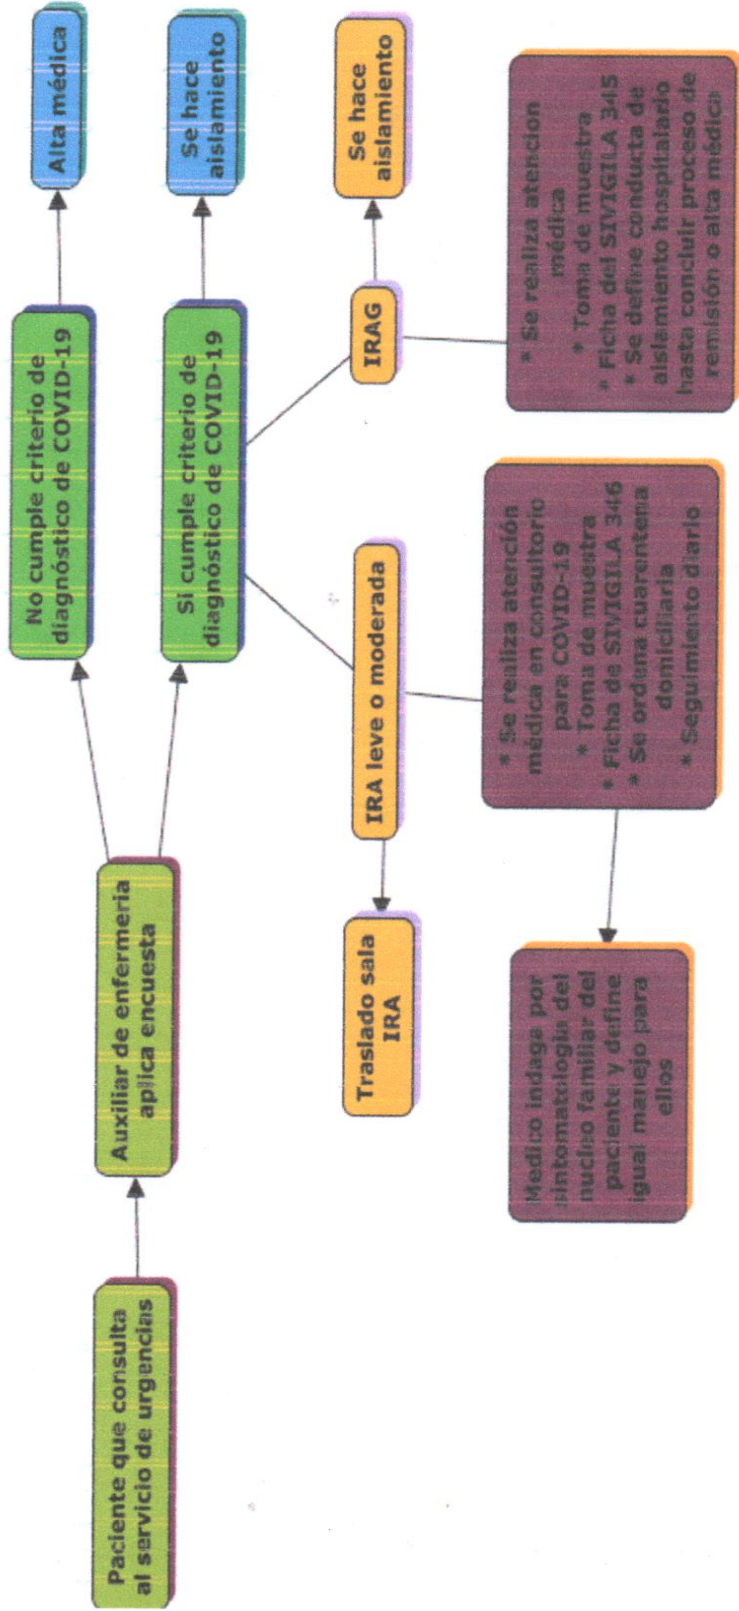 Paciente que consulta
al servicio de urgencias
Auxiliar de enfermeria
aplica encuesta
No cumple criterio de
diagnóstico de COVID-19
Alta médica
Si cumple criterio de
diagnóstico de COVID-19
Se hace
aislamiento
Traslado sala
IRA
IRA leve o moderada
IRAG
Se hace
aislamiento
Medico indaga por
sintomatologia del
nucleo familiar del
paciente y define
igual manejo para
ellos
* Se realiza atención
médica en consultorio
para COVID-19
* Toma de muestra
* Ficha de SIVIGILA 346
* Se ordena cuarentena
domiciliaria
* Seguimiento diario
* Se realiza atencion
médica
* Toma de muestra
* Ficha del SIVIGILA 345
* Se define conducta de
aislamiento hospitalario
hasta concluir proceso de
remisión o alta médica